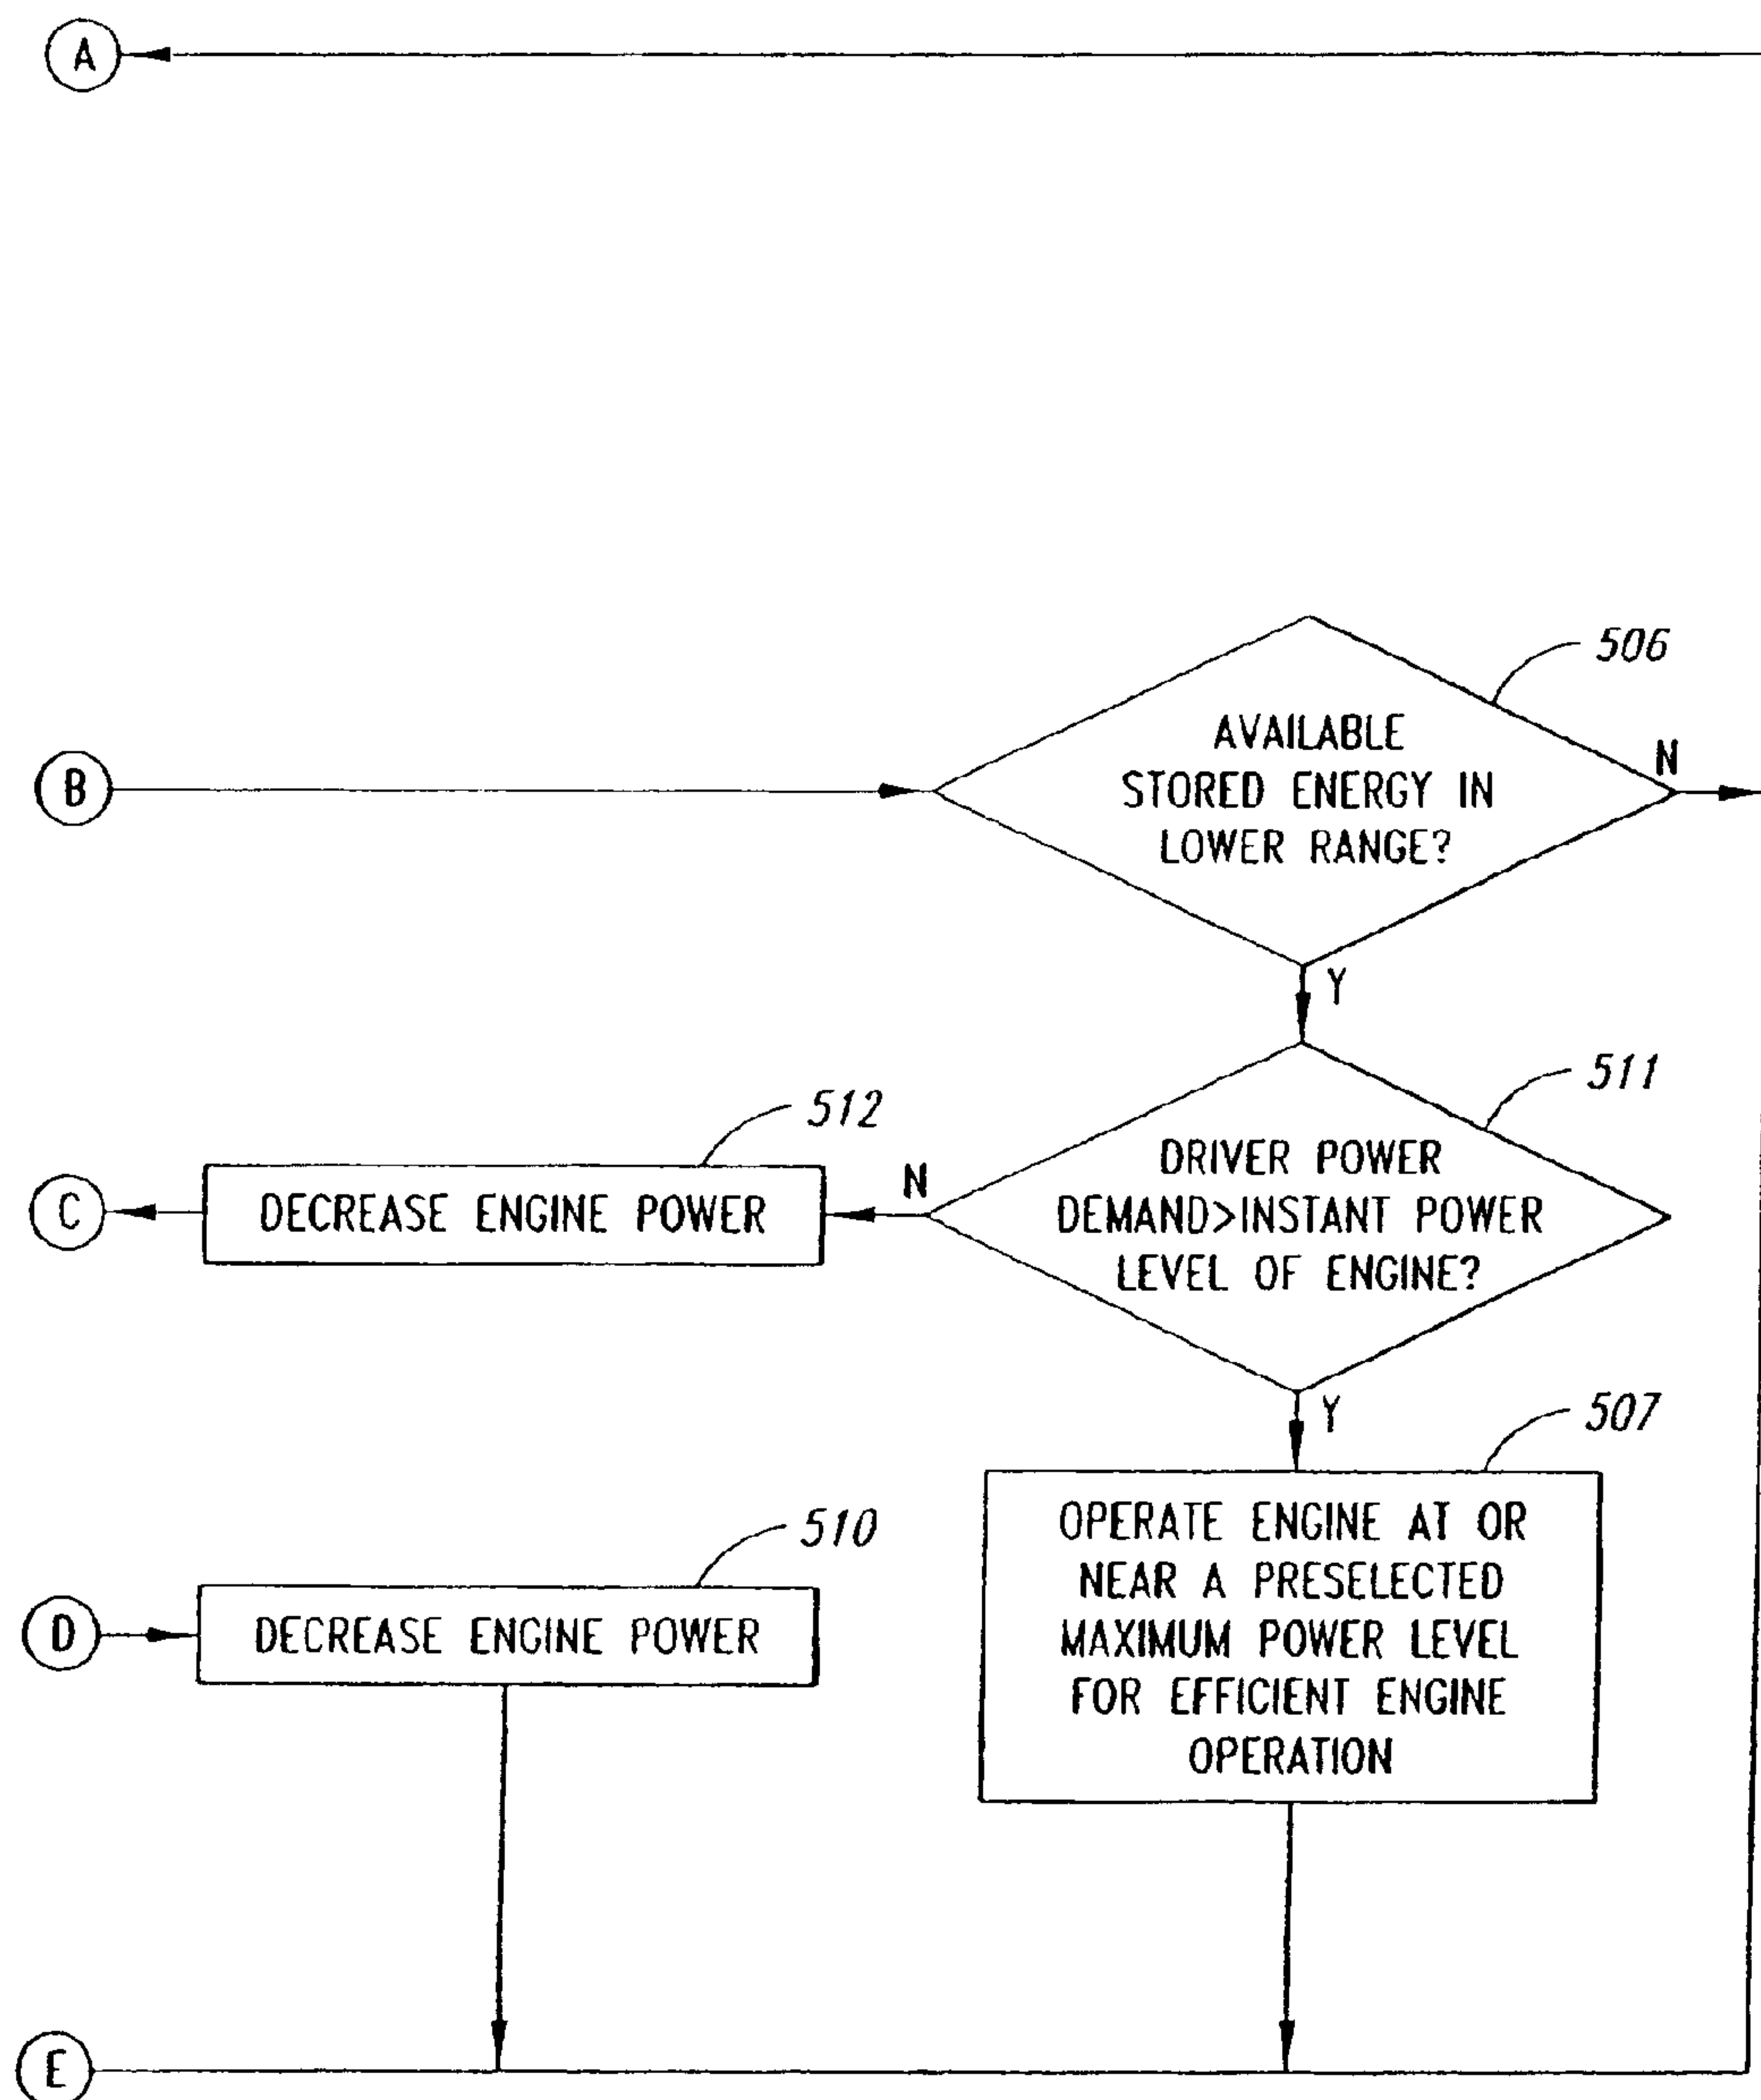 A
506
AVAILABLE
STORED ENERGY IN
LOWER RANGE?
N
B
Y
511
512
DRIVER POWER
DEMAND>INSTANT POWER
LEVEL OF ENGINE?
N
DECREASE ENGINE POWER
C
Y
507
OPERATE ENGINE AT OR
NEAR A PRESELECTED
MAXIMUM POWER LEVEL
FOR EFFICIENT ENGINE
OPERATION
510
D
DECREASE ENGINE POWER
E